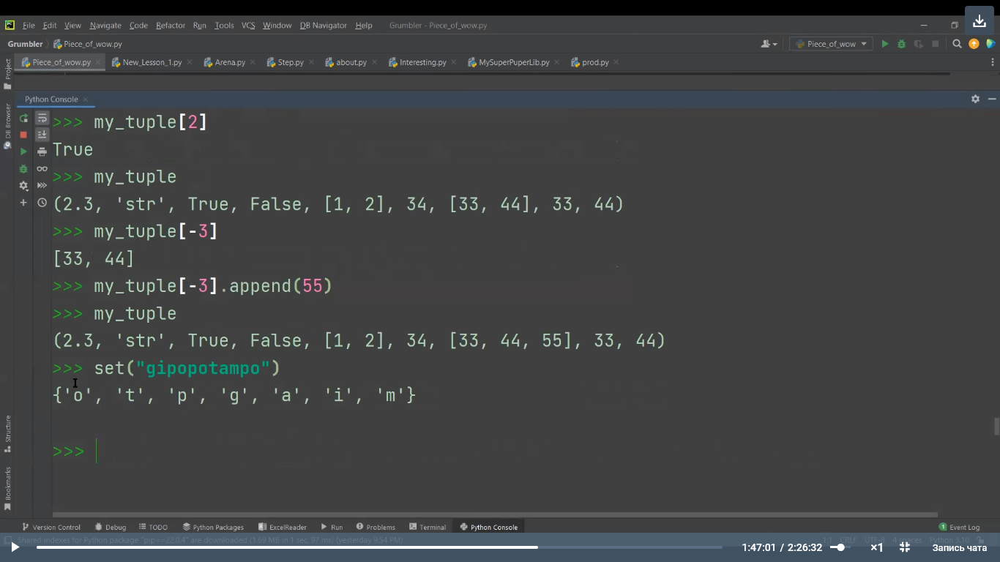 File Edit View Navigate Code Refactor Run Tools VCS Window DB Navigator Help Grumbler - Piece_of_wow.py
Grumbler Piece_of_wow.py Piece_of_wow
Piece_of_wow.py New_Lesson_1.py Arena.py Step.py about.py Interesting.py MySuperPuperLib.py prod.py
Project
DB Browser
Structure
Bookmarks
Python Console
>>> my_tuple[2]
True
>>> my_tuple
(2.3, 'str', True, False, [1, 2], 34, [33, 44], 33, 44)
>>> my_tuple[-3]
[33, 44]
>>> my_tuple[-3].append(55)
>>> my_tuple
(2.3, 'str', True, False, [1, 2], 34, [33, 44, 55], 33, 44)
>>> set("gipopotampo")
{'o', 't', 'p', 'g', 'a', 'i', 'm'}
>>>
Version Control Debug TODO Python Packages ExcelReader Run Problems Terminal Python Console 1 Event Log
Shared indexes for Python package "pip==22.0.4" are downloaded (1.69 MB in 1 sec, 97 ms) (yesterday 9:54 PM) 1:1 CRLF UTF-8 4 spaces Python 3.10
1:47:01 / 2:26:32 ×1 Запись чата